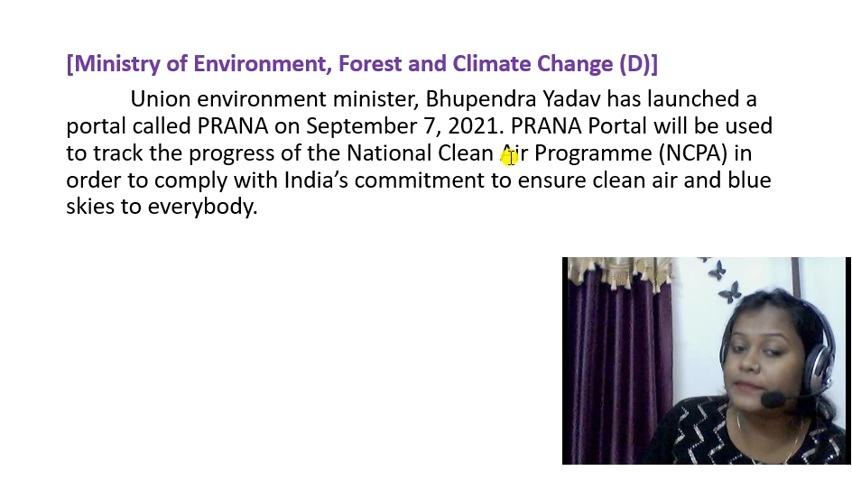 [Ministry of Environment, Forest and Climate Change (D)]
Union environment minister, Bhupendra Yadav has launched a
portal called PRANA on September 7, 2021. PRANA Portal will be used
to track the progress of the National Clean Air Programme (NCPA) in
order to comply with India’s commitment to ensure clean air and blue
skies to everybody.